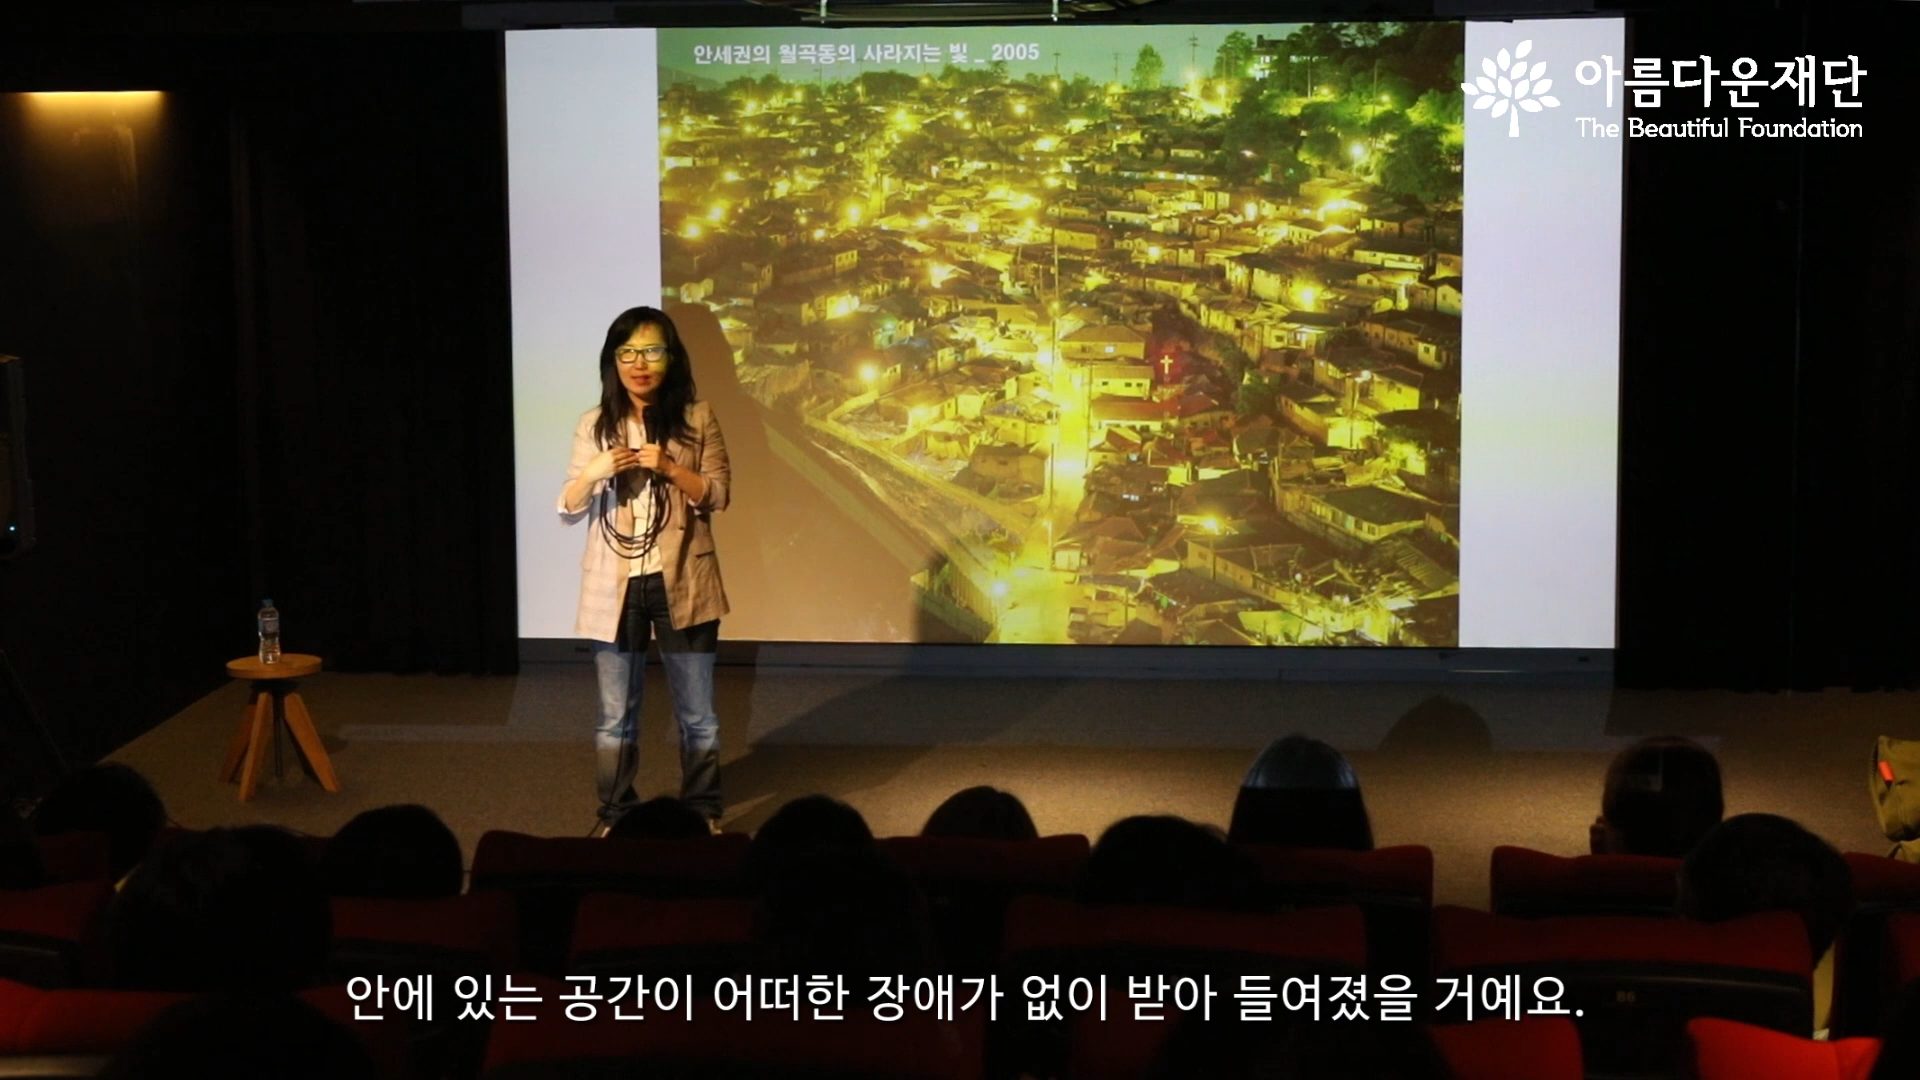 안세권의 월곡동의 사라지는 빛 _ 2005
아름다운재단
The Beautiful Foundation
안에 있는 공간이 어떠한 장애가 없이 받아 들여졌을 거예요.